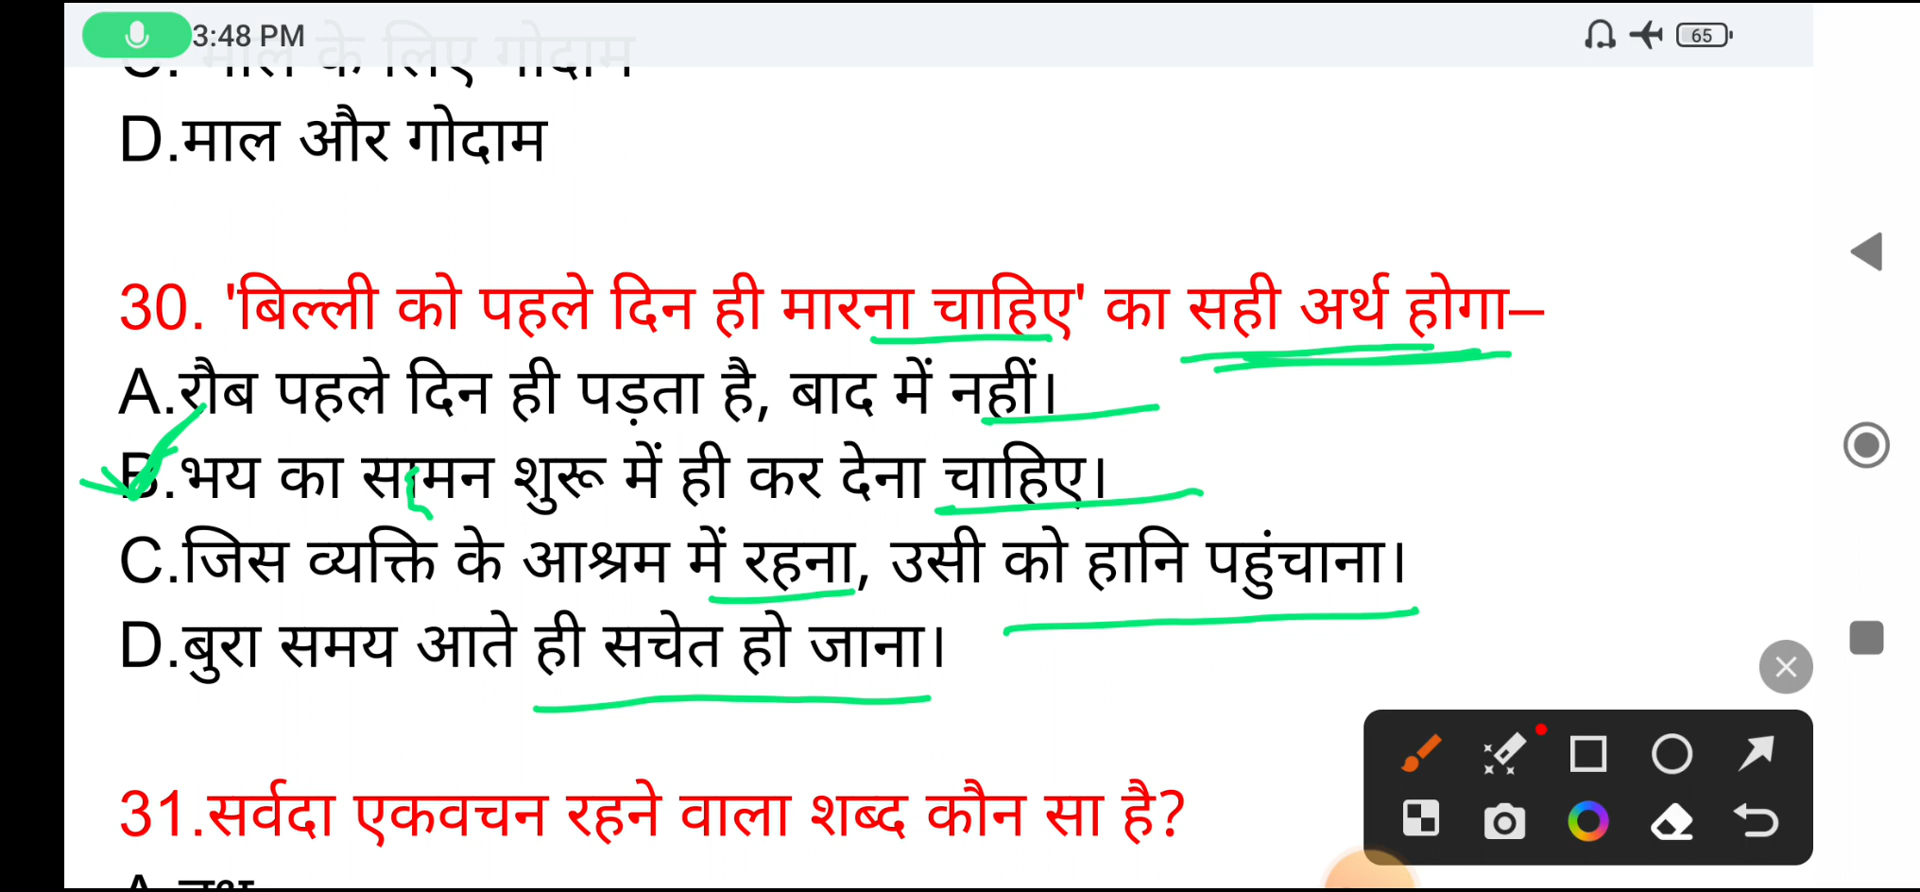 3:48 PM
65
C. माल के लिए गोदाम
D.माल और गोदाम
30. 'बिल्ली को पहले दिन ही मारना चाहिए' का सही अर्थ होगा–
A.रौब पहले दिन ही पड़ता है, बाद में नहीं।
B.भय का सामन शुरू में ही कर देना चाहिए।
C.जिस व्यक्ति के आश्रम में रहना, उसी को हानि पहुंचाना।
D.बुरा समय आते ही सचेत हो जाना।
31.सर्वदा एकवचन रहने वाला शब्द कौन सा है?